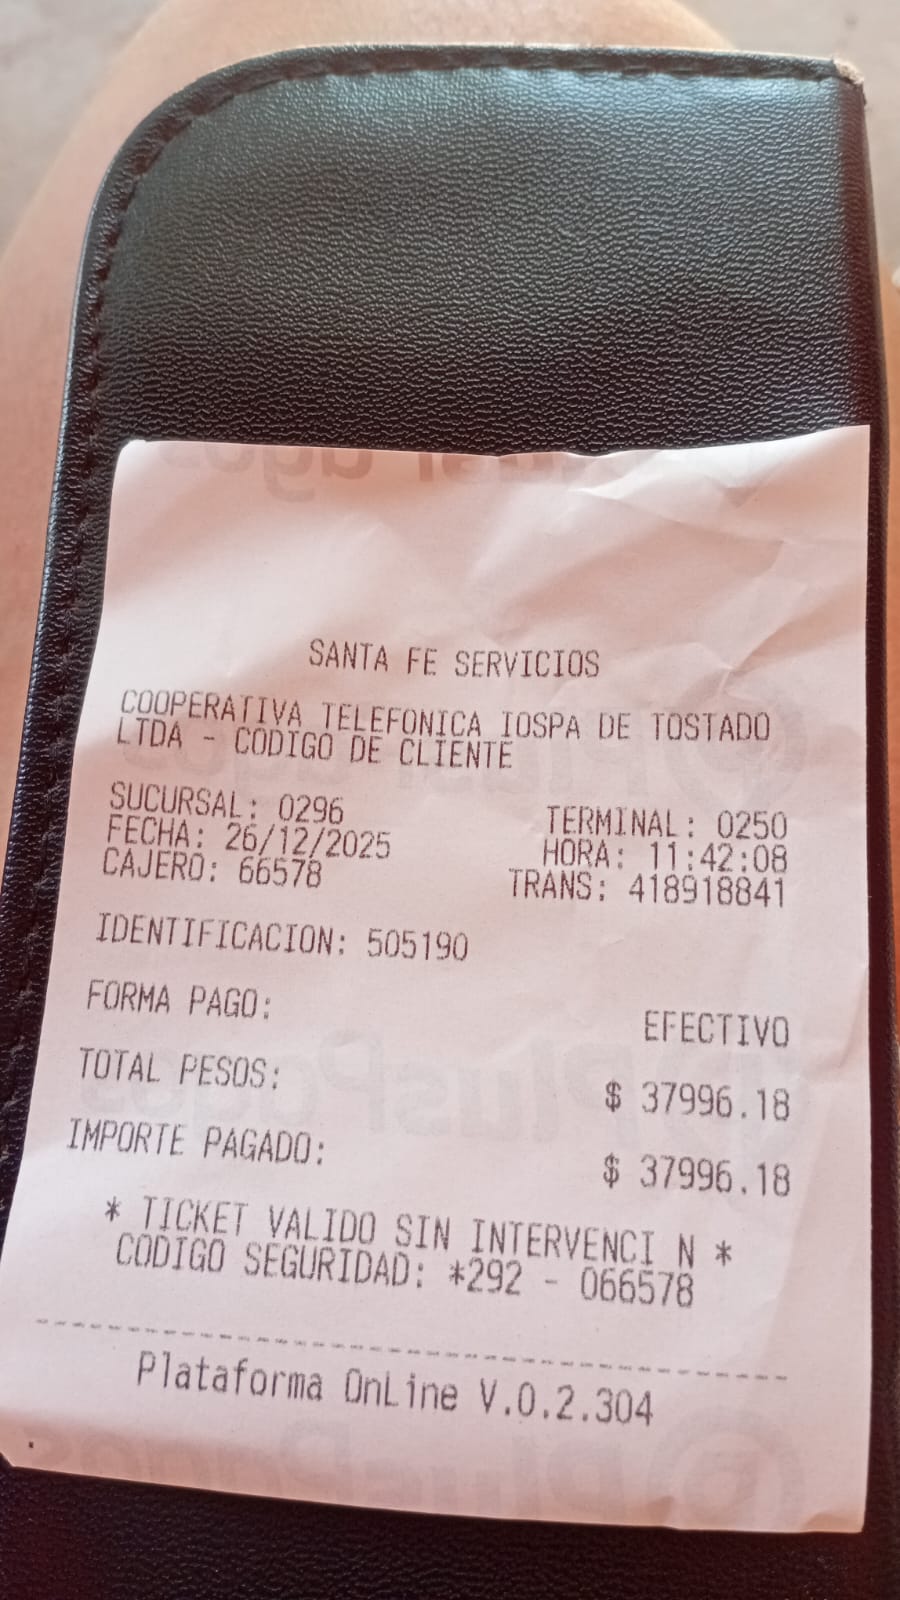 SANTA FE SERVICIOS
COOPERATIVA TELEFONICA IOSPA DE TOSTADO
LTDA - CODIGO DE CLIENTE
SUCURSAL: 0296 TERMINAL: 0250
FECHA: 26/12/2025 HORA: 11:42:08
CAJERO: 66578 TRANS: 418918841
IDENTIFICACION: 505190
FORMA PAGO: EFECTIVO
TOTAL PESOS: $ 37996.18
IMPORTE PAGADO: $ 37996.18
* TICKET VALIDO SIN INTERVENCI N *
CODIGO SEGURIDAD: *292 - 066578
Plataforma OnLine V.0.2.304